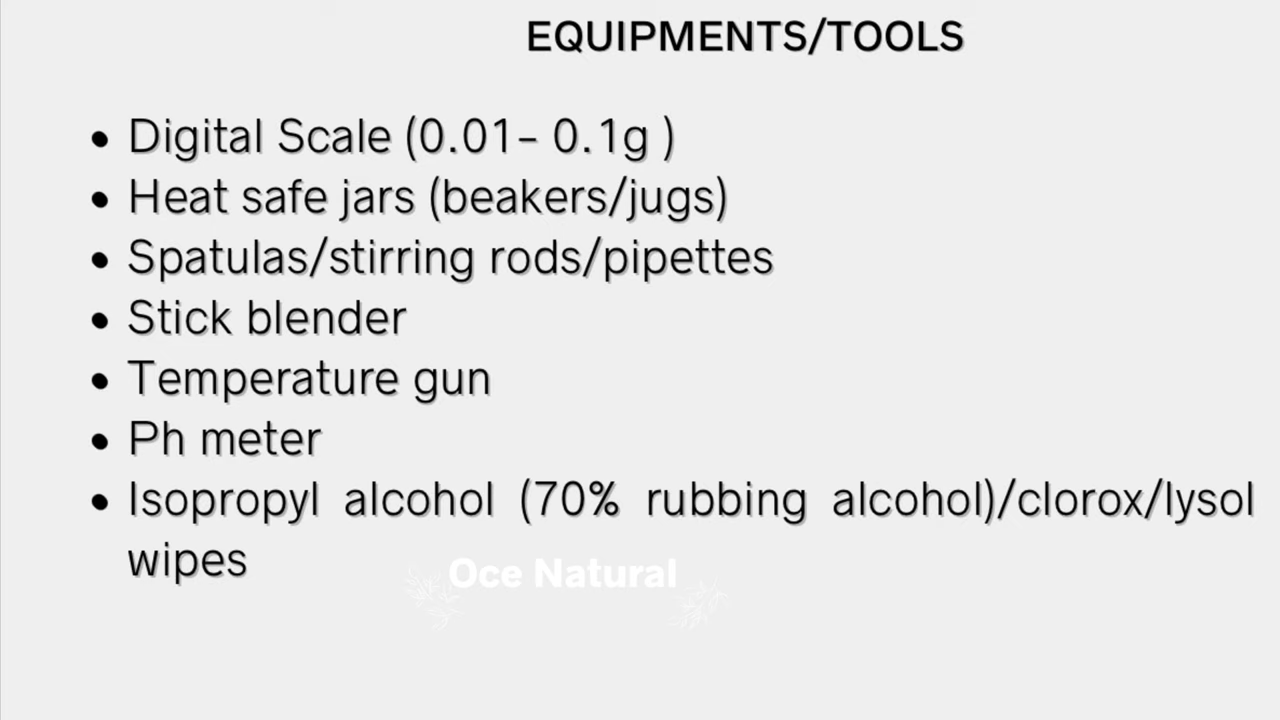 EQUIPMENTS/TOOLS
• Digital Scale (0.01- 0.1g )
• Heat safe jars (beakers/jugs)
• Spatulas/stirring rods/pipettes
• Stick blender
• Temperature gun
• Ph meter
• Isopropyl alcohol (70% rubbing alcohol)/clorox/lysol
wipes
Oce Natural